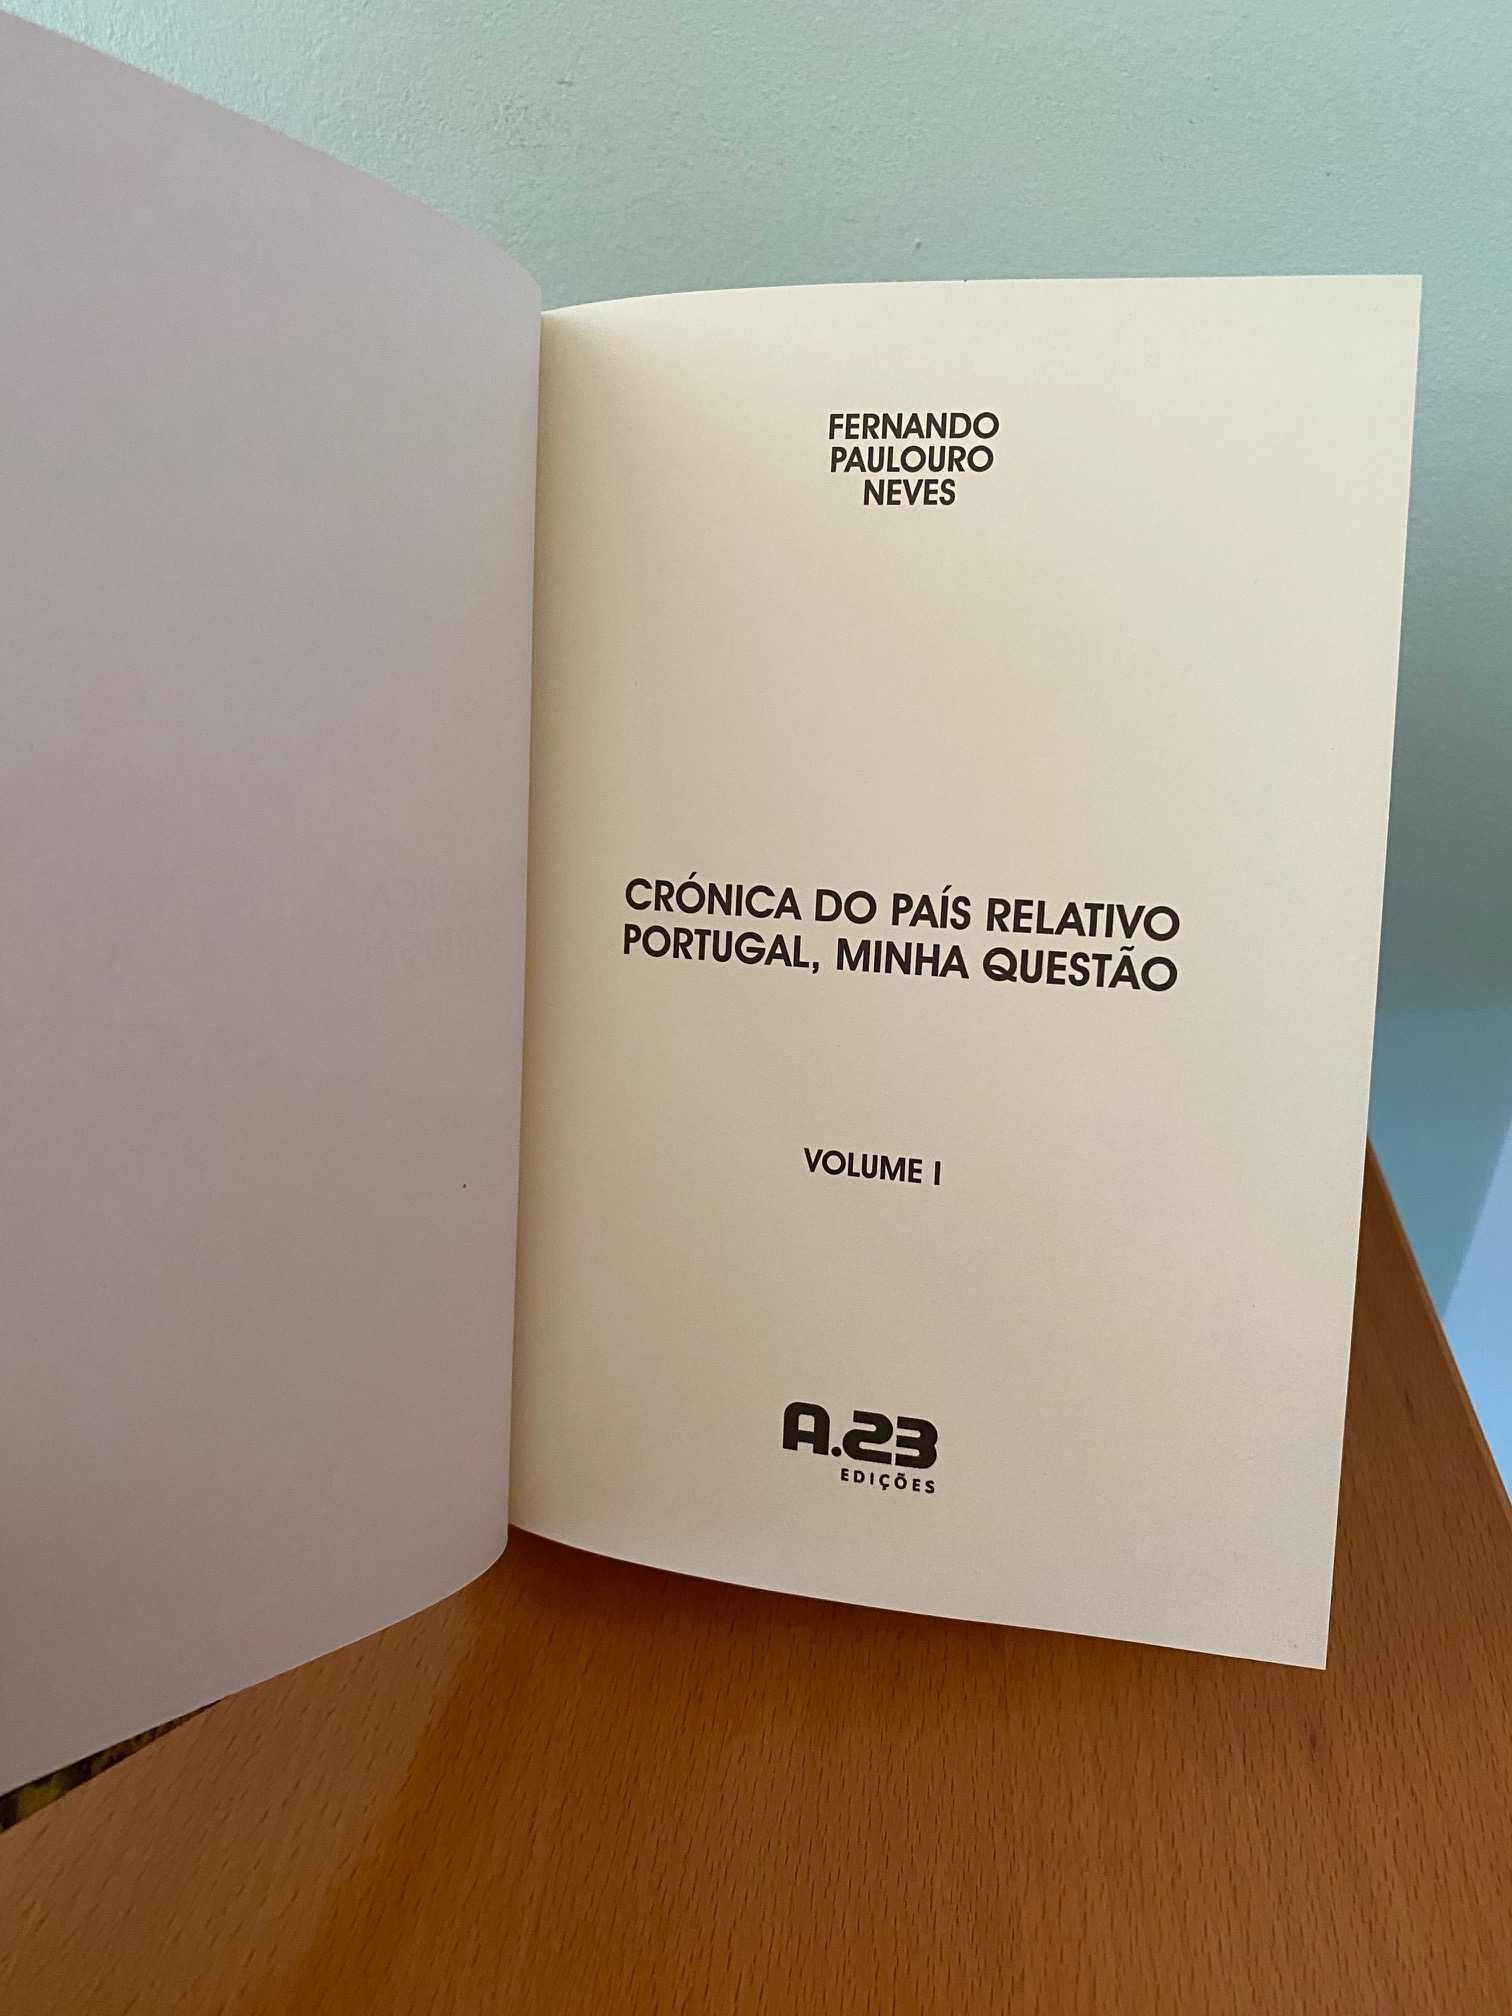 FERNANDO
PAULOURO
NEVES
CRÓNICA DO PAÍS RELATIVO
PORTUGAL, MINHA QUESTÃO
VOLUME I
A.23
EDIÇÕES